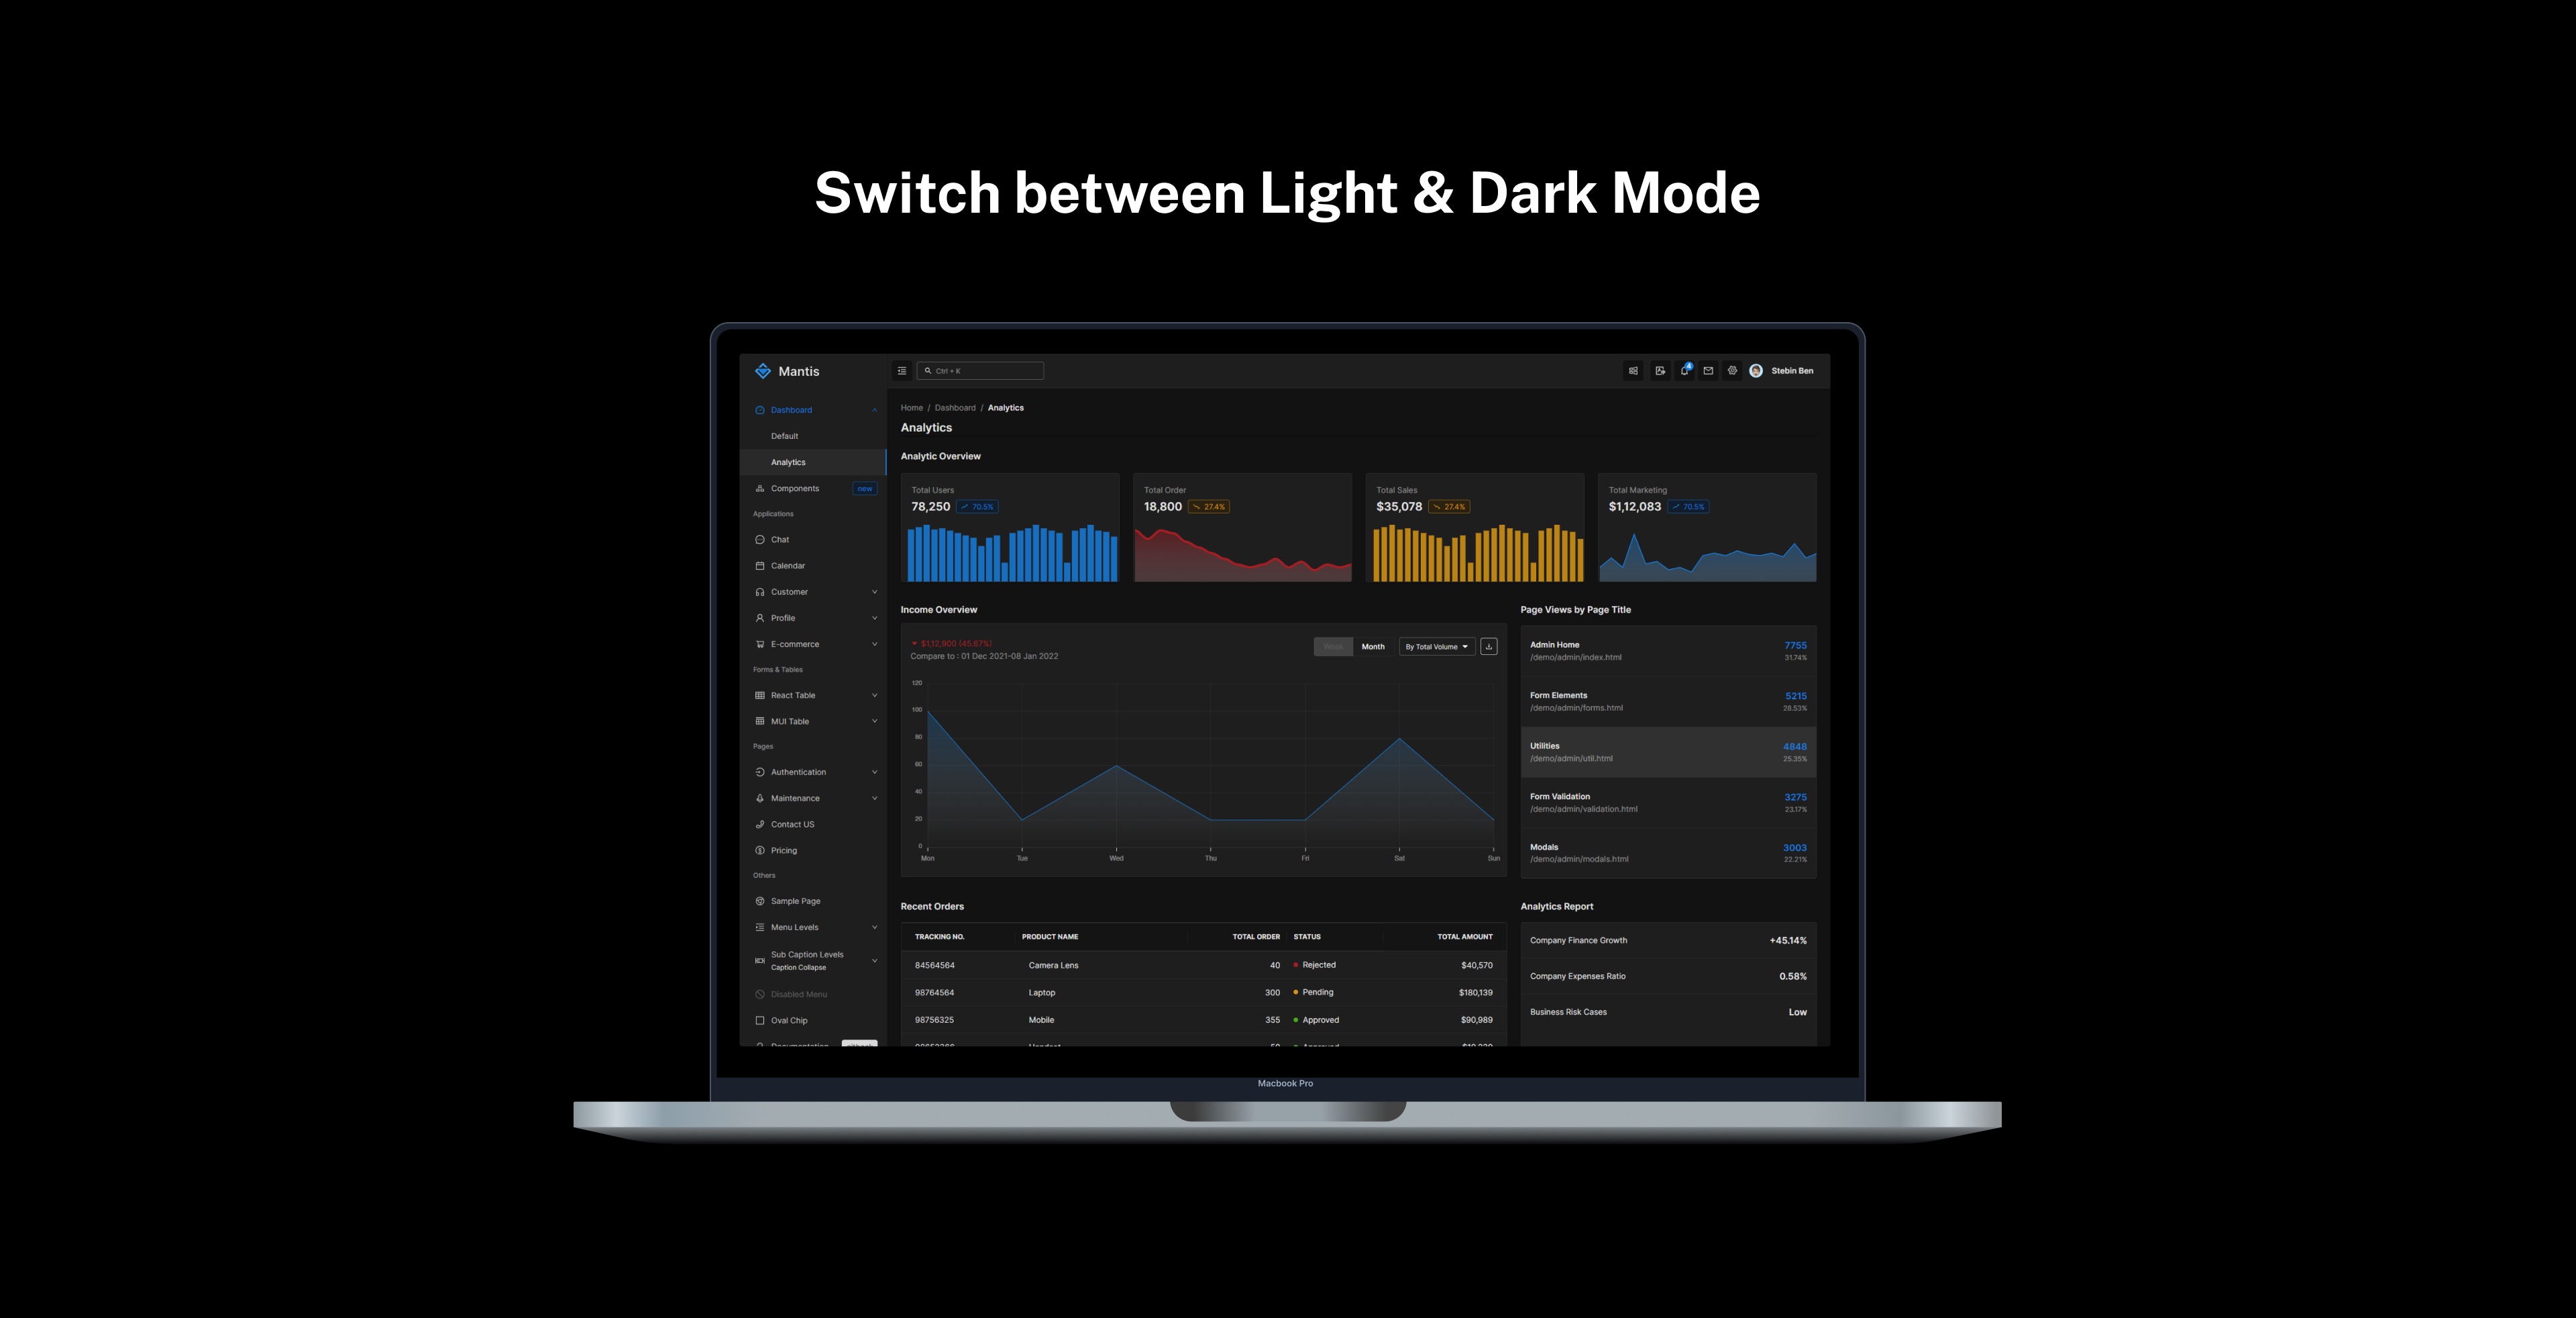 Switch between Light & Dark Mode
Mantis
Ctrl + K
4
Stebin Ben
Dashboard
Default
Analytics
Components new
Applications
Chat
Calendar
Customer
Profile
E-commerce
Forms & Tables
React Table
MUI Table
Pages
Authentication
Maintenance
Contact US
Pricing
Others
Sample Page
Menu Levels
Sub Caption Levels
Caption Collapse
Disabled Menu
Oval Chip
Home / Dashboard / Analytics
Analytics
Analytic Overview
Total Users
78,250 70.5%
Total Order
18,800 27.4%
Total Sales
$35,078 27.4%
Total Marketing
$1,12,083 70.5%
Income Overview
$1,12,900 (45.67%)
Compare to : 01 Dec 2021-08 Jan 2022
Week Month By Total Volume
120
100
80
60
40
20
0
Mon Tue Wed Thu Fri Sat Sun
Page Views by Page Title
Admin Home 7755
/demo/admin/index.html 31.74%
Form Elements 5215
/demo/admin/forms.html 28.53%
Utilities 4848
/demo/admin/util.html 25.35%
Form Validation 3275
/demo/admin/validation.html 23.17%
Modals 3003
/demo/admin/modals.html 22.21%
Recent Orders
TRACKING NO. PRODUCT NAME TOTAL ORDER STATUS TOTAL AMOUNT
84564564 Camera Lens 40 Rejected $40,570
98764564 Laptop 300 Pending $180,139
98756325 Mobile 355 Approved $90,989
Analytics Report
Company Finance Growth +45.14%
Company Expenses Ratio 0.58%
Business Risk Cases Low
Macbook Pro